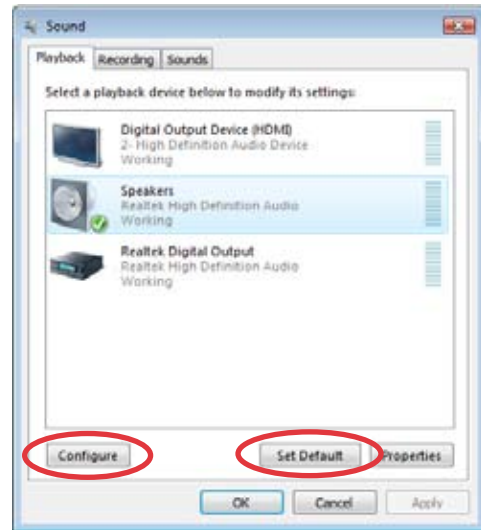 Sound
Playback Recording Sounds
Select a playback device below to modify its settings:
Digital Output Device (HDMI)
2- High Definition Audio Device
Working
Speakers
Realtek High Definition Audio
Working
Realtek Digital Output
Realtek High Definition Audio
Working
Configure Set Default Properties
OK Cancel Apply